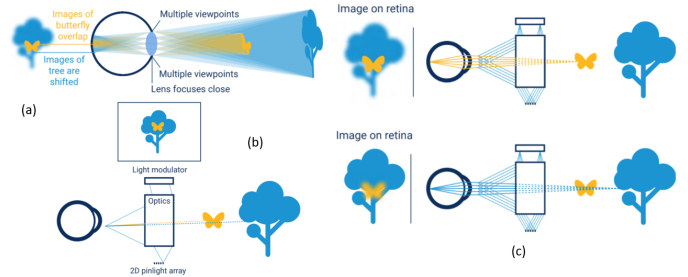 Images of
butterfly
overlap
Images of
tree are
shifted
Multiple viewpoints
Multiple viewpoints
Lens focuses close
(a)
(b)
Light modulator
Optics
2D pinlight array
Image on retina
Image on retina
(c)